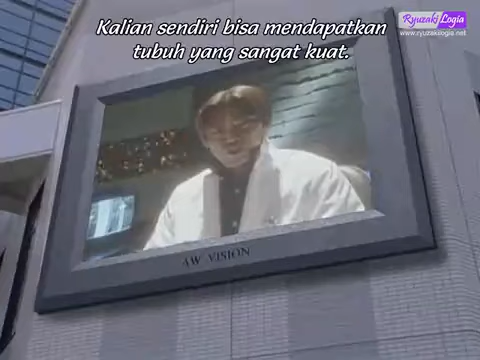 Kalian sendiri bisa mendapatkan
tubuh yang sangat kuat.
Ryuzaki Logia
www.ryuzakilogia.net
AW VISION